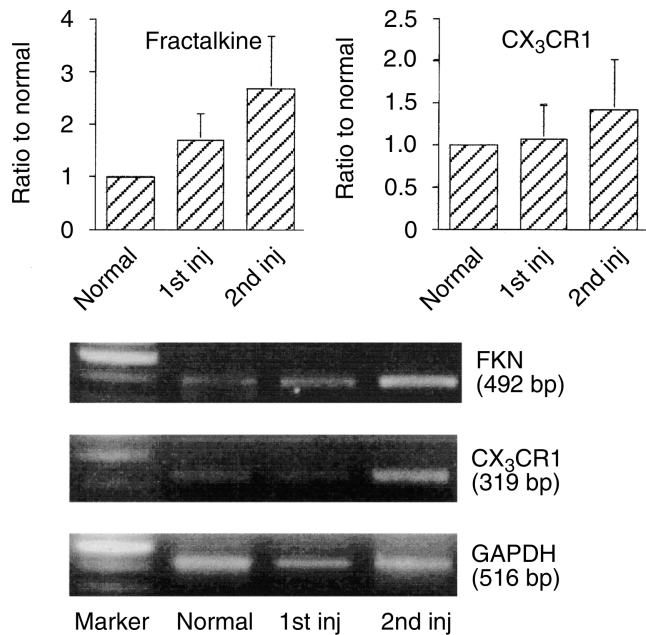 Fractalkine
Ratio to normal
4
3
2
1
0
Normal
1st inj
2nd inj
CX₃CR1
Ratio to normal
2.5
2.0
1.5
1.0
0.5
0
Normal
1st inj
2nd inj
FKN
(492 bp)
CX₃CR1
(319 bp)
GAPDH
(516 bp)
Marker Normal 1st inj 2nd inj